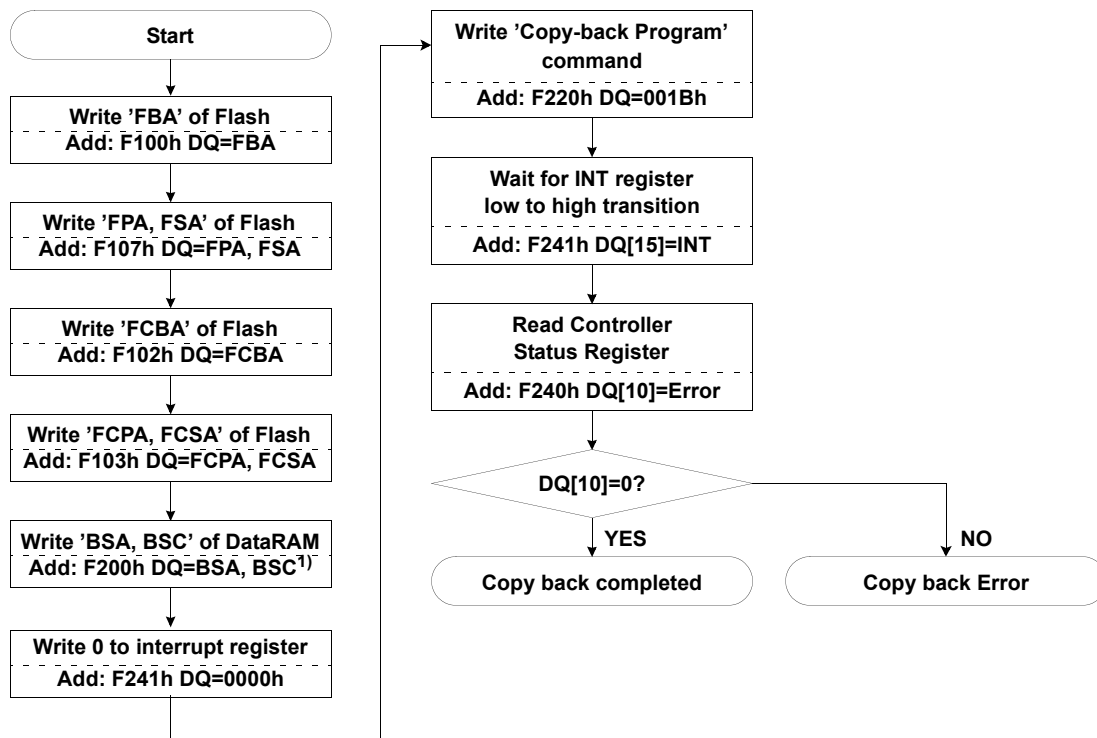 Start
Write ’FBA’ of Flash
Add: F100h DQ=FBA
Write ’FPA, FSA’ of Flash
Add: F107h DQ=FPA, FSA
Write ’FCBA’ of Flash
Add: F102h DQ=FCBA
Write ’FCPA, FCSA’ of Flash
Add: F103h DQ=FCPA, FCSA
Write ’BSA, BSC’ of DataRAM
Add: F200h DQ=BSA, BSC1)
Write 0 to interrupt register
Add: F241h DQ=0000h
Write ’Copy-back Program’
command
Add: F220h DQ=001Bh
Wait for INT register
low to high transition
Add: F241h DQ[15]=INT
Read Controller
Status Register
Add: F240h DQ[10]=Error
DQ[10]=0?
YES
NO
Copy back completed
Copy back Error